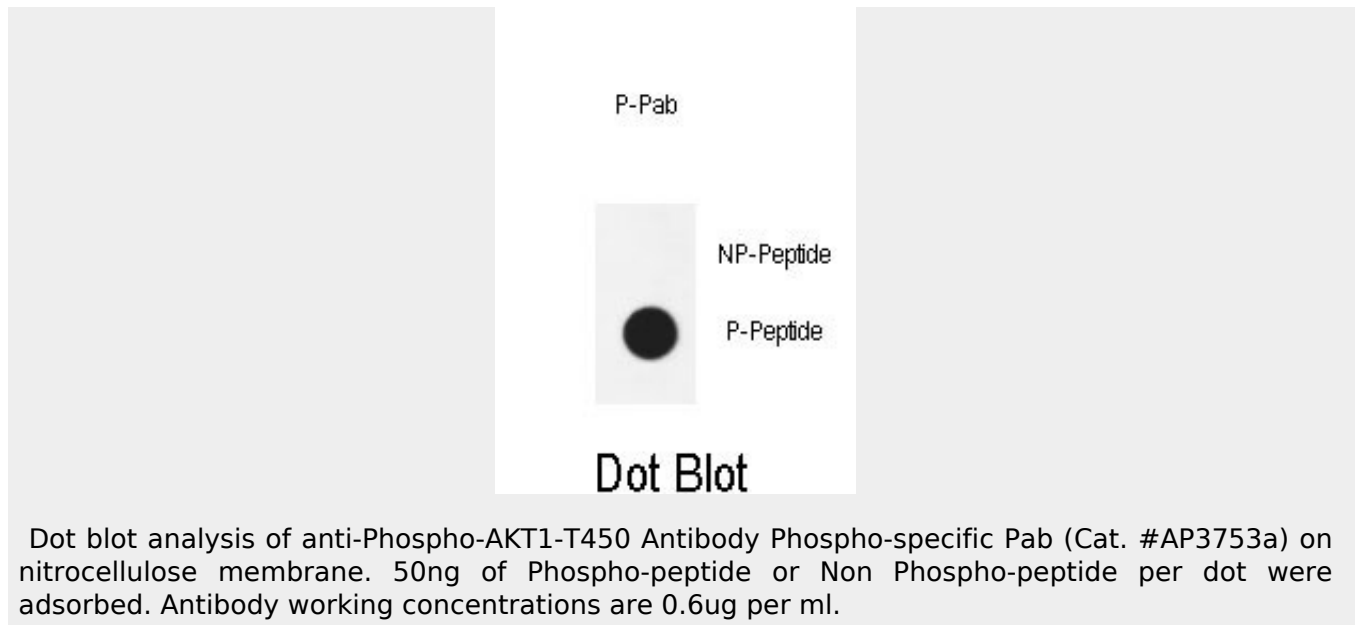 P-Pab
NP-Peptide
P-Peptide
Dot Blot
Dot blot analysis of anti-Phospho-AKT1-T450 Antibody Phospho-specific Pab (Cat. #AP3753a) on
nitrocellulose membrane. 50ng of Phospho-peptide or Non Phospho-peptide per dot were
adsorbed. Antibody working concentrations are 0.6ug per ml.